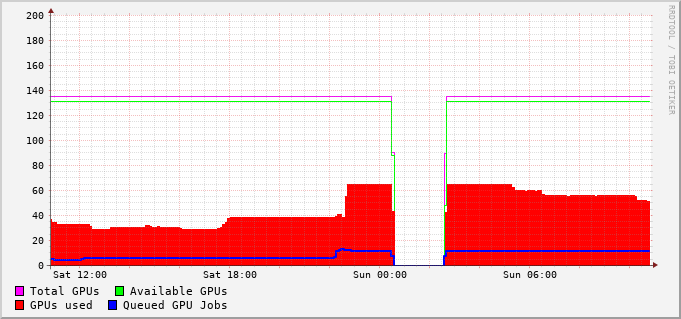 200
180
160
140
120
100
80
60
40
20
0
Sat 12:00 Sat 18:00 Sun 00:00 Sun 06:00
Total GPUs Available GPUs
GPUs used Queued GPU Jobs
RRDTOOL / TOBI OETIKER